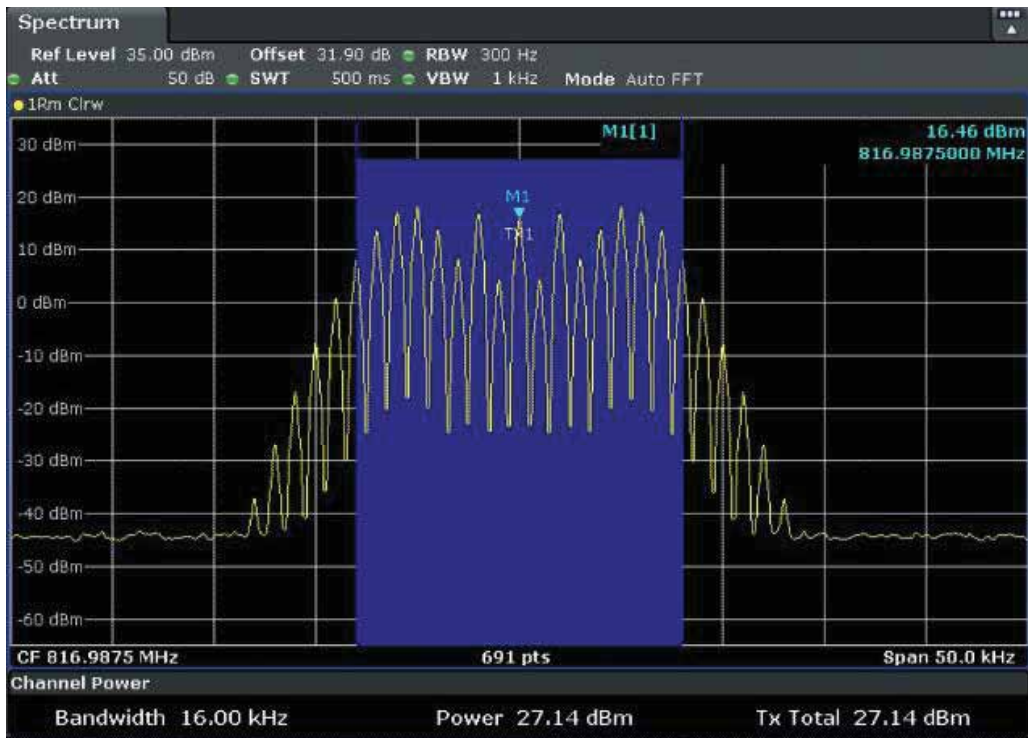 Spectrum
Ref Level 35.00 dBm Offset 31.90 dB RBW 300 Hz
Att 50 dB SWT 500 ms VBW 1 kHz Mode Auto FFT
1Rm Clrw
M1[1] 16.46 dBm
816.9875000 MHz
30 dBm
20 dBm
M1
TX1
10 dBm
0 dBm
-10 dBm
-20 dBm
-30 dBm
-40 dBm
-50 dBm
-60 dBm
CF 816.9875 MHz 691 pts Span 50.0 kHz
Channel Power
Bandwidth 16.00 kHz Power 27.14 dBm Tx Total 27.14 dBm